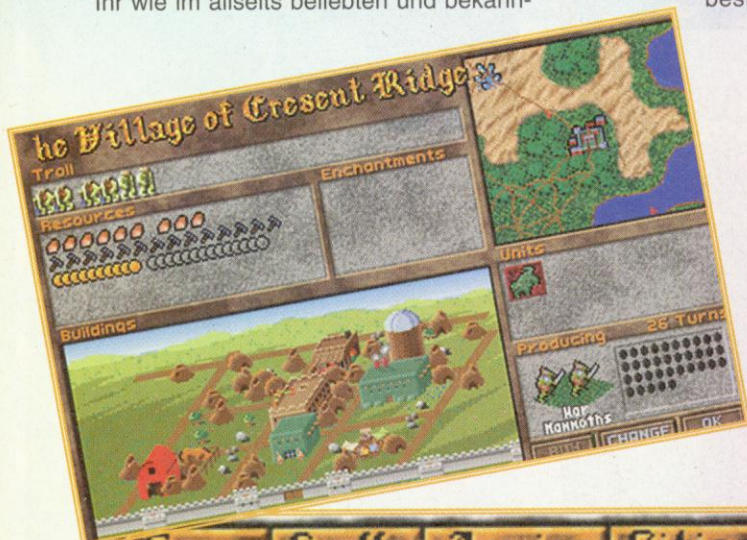 Ihr wie im allseits beliebten und bekann-
he Village of Cresent Ridge
Troll
Resources
Enchantments
Buildings
Units
Producing 26 Turns
War
Mammoths
BUY CHANGE OK